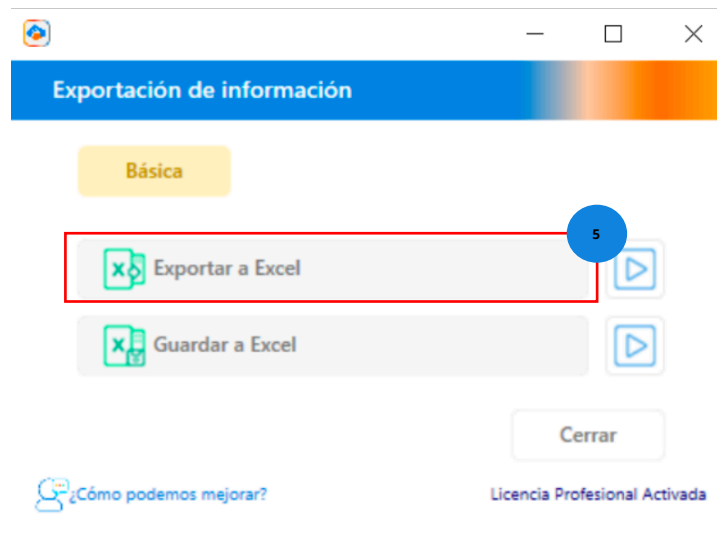 Exportación de información
Básica
5
Exportar a Excel
Guardar a Excel
Cerrar
¿Cómo podemos mejorar?
Licencia Profesional Activada